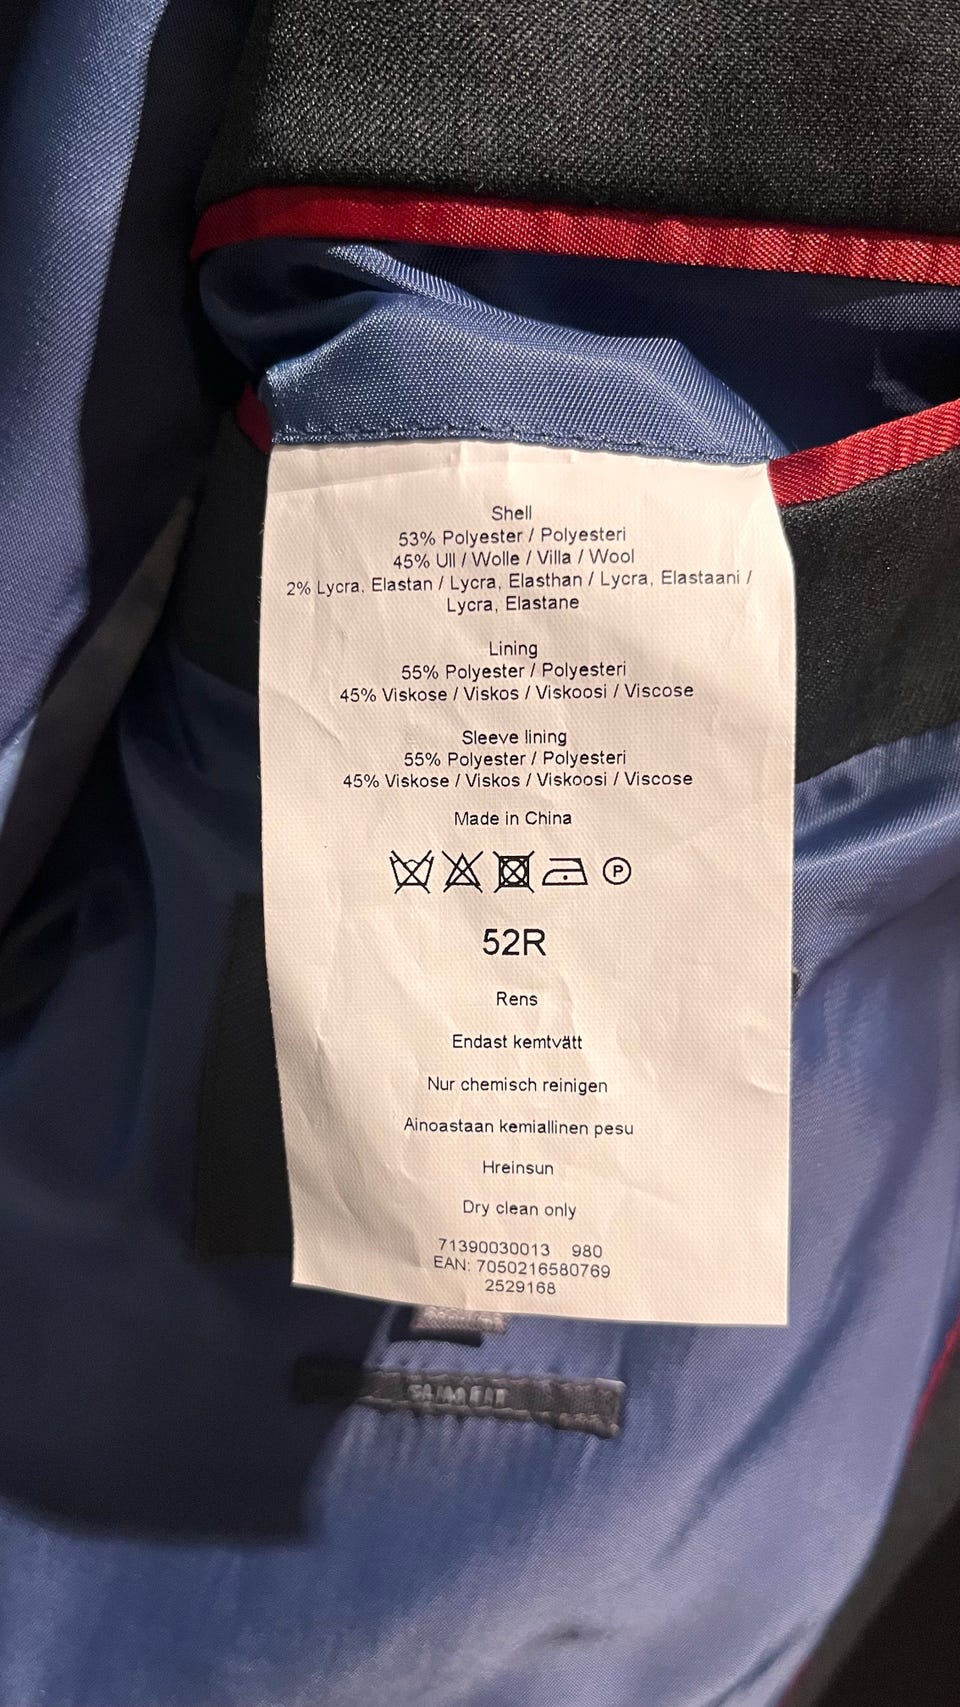 Shell
53% Polyester / Polyesteri
45% Ull / Wolle / Villa / Wool
2% Lycra, Elastan / Lycra, Elasthan / Lycra, Elastaani /
Lycra, Elastane
Lining
55% Polyester / Polyesteri
45% Viskose / Viskos / Viskoosi / Viscose
Sleeve lining
55% Polyester / Polyesteri
45% Viskose / Viskos / Viskoosi / Viscose
Made in China
P
52R
Rens
Endast kemtvätt
Nur chemisch reinigen
Ainoastaan kemiallinen pesu
Hreinsun
Dry clean only
71390030013 980
EAN: 7050216580769
2529168
SLIM FIT